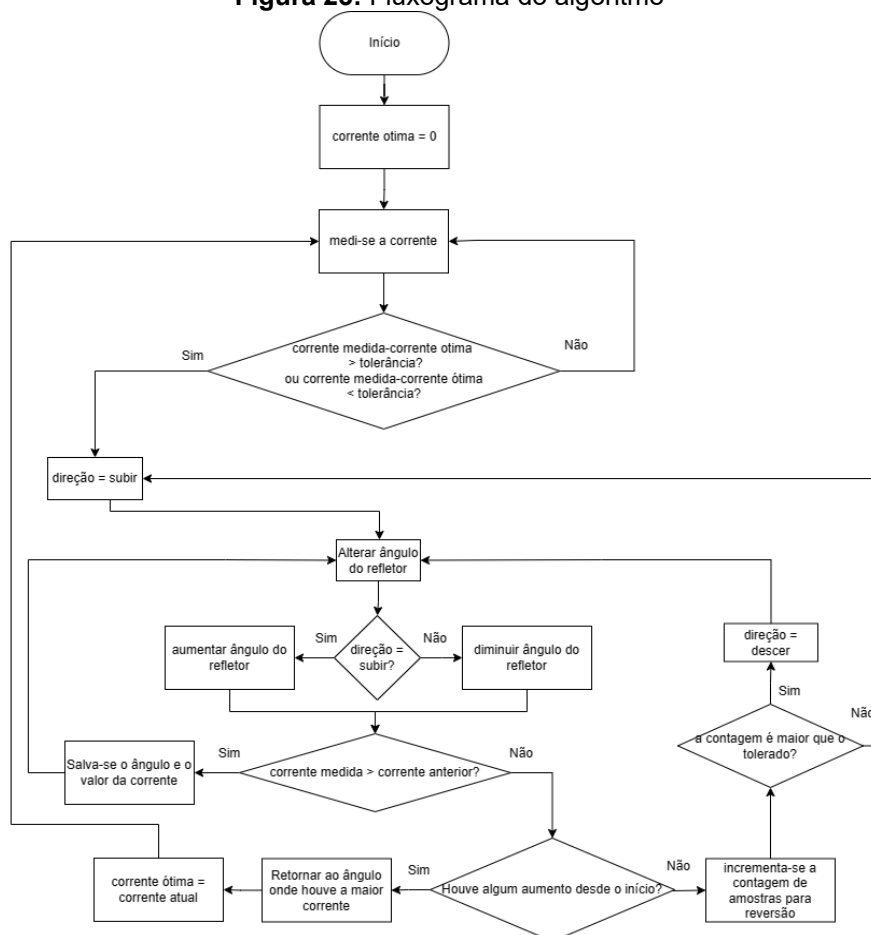 Figura 23: Fluxograma do algoritmo
Início
corrente otima = 0
medi-se a corrente
Sim
corrente medida-corrente otima
> tolerância?
ou corrente medida-corrente ótima
< tolerância?
Não
direção = subir
Alterar ângulo
do refletor
aumentar ângulo do
refletor
Sim
direção =
subir?
Não
diminuir ângulo do
refletor
direção =
descer
Sim
a contagem é maior que o
tolerado?
Não
Salva-se o ângulo e o
valor da corrente
Sim
corrente medida > corrente anterior?
Não
corrente ótima =
corrente atual
Retornar ao ângulo
onde houve a maior
corrente
Sim
Houve algum aumento desde o início?
Não
incrementa-se a
contagem de
amostras para
reversão